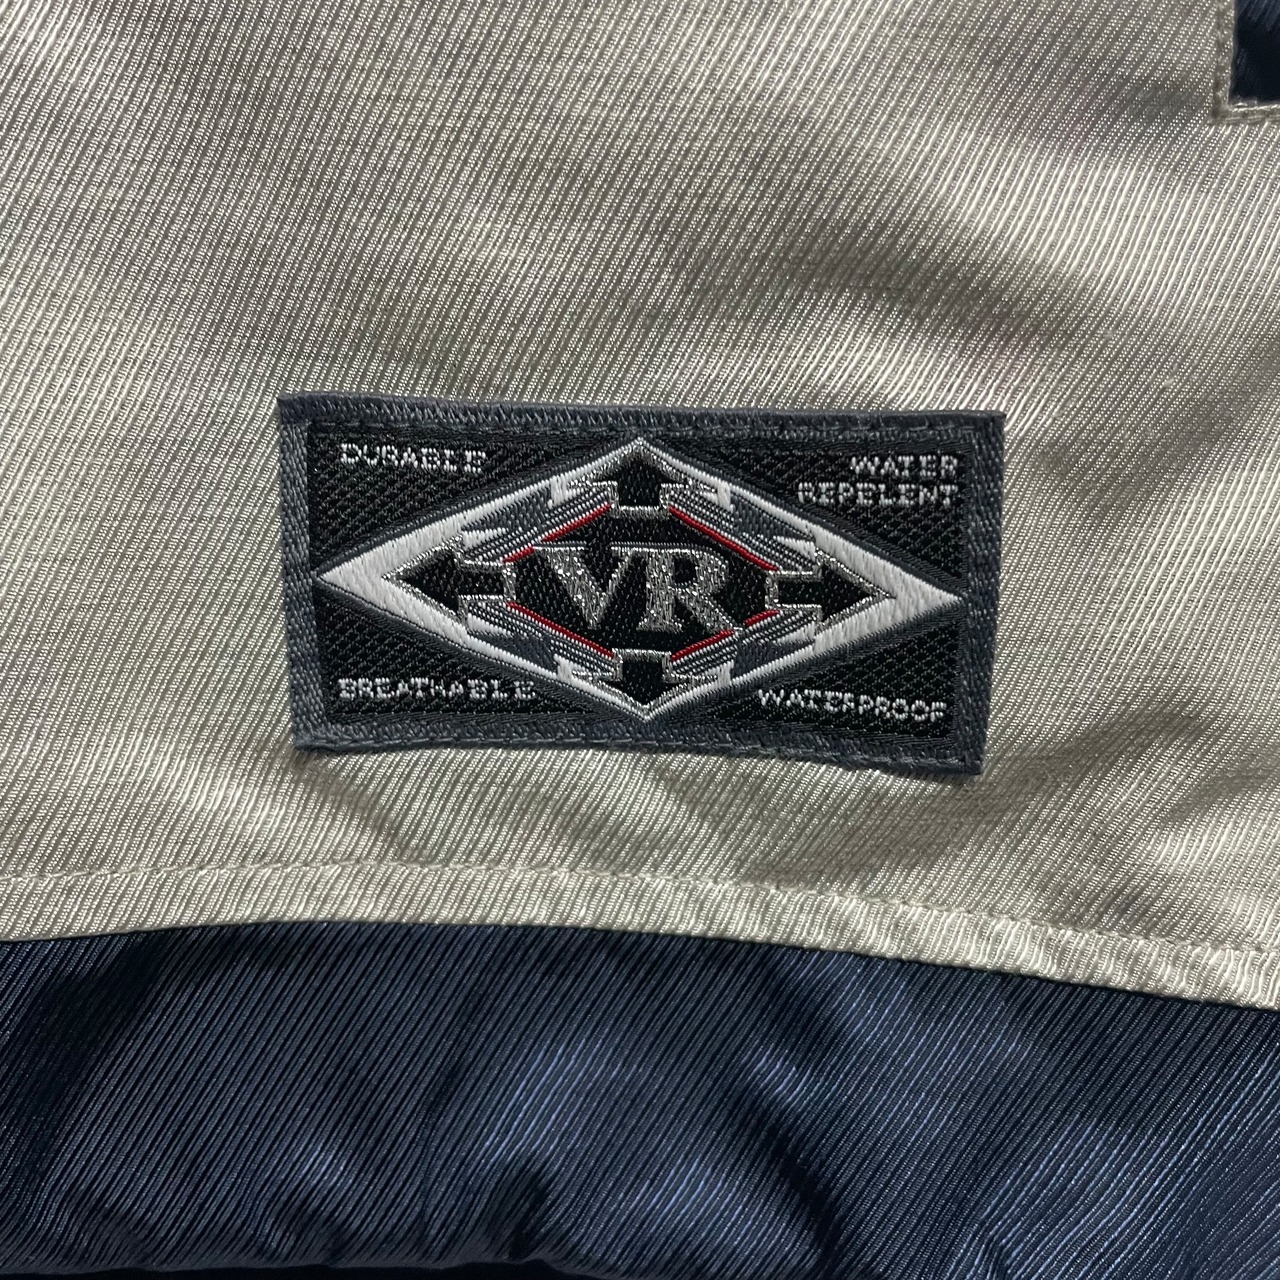 DURABLE
WATER
REPELENT
VR
BREATHABLE
WATERPROOF